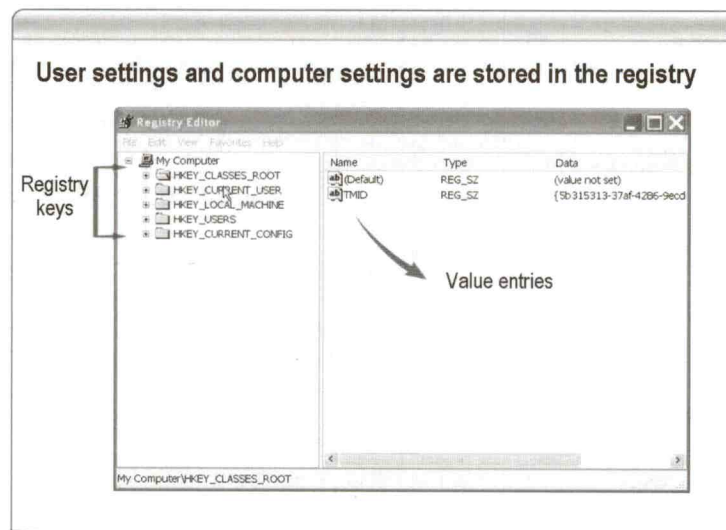 User settings and computer settings are stored in the registry
Registry Editor
File Edit View Favorites Help
Registry keys
My Computer
HKEY_CLASSES_ROOT
HKEY_CURRENT_USER
HKEY_LOCAL_MACHINE
HKEY_USERS
HKEY_CURRENT_CONFIG
Name Type Data
(Default) REG_SZ (value not set)
TMID REG_SZ {5b315313-37af-4286-9ecd
Value entries
My Computer\HKEY_CLASSES_ROOT